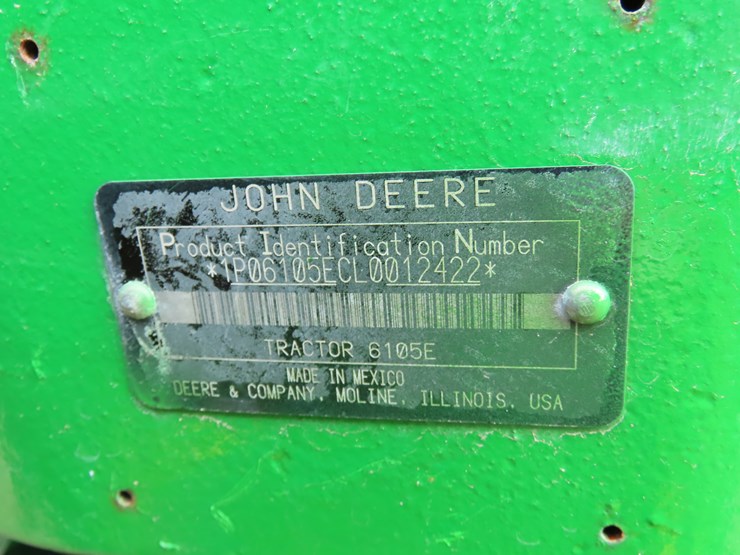 JOHN DEERE
Product Identification Number
*1P06105ECL0012422*
TRACTOR 6105E
MADE IN MEXICO
DEERE & COMPANY, MOLINE, ILLINOIS, USA